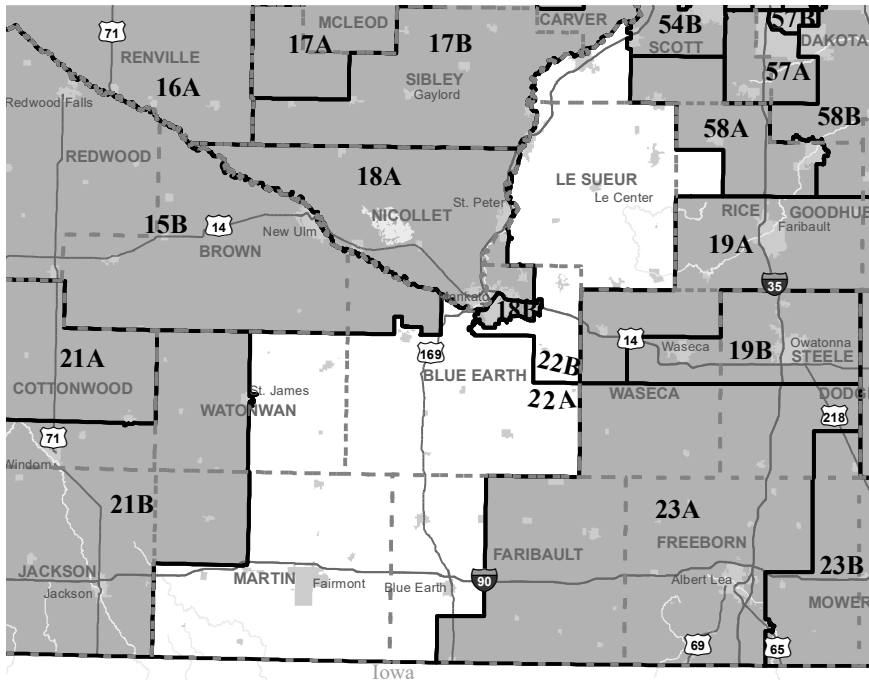 MCLEOD
CARVER
57B
71
17A
17B
54B
DAKOTA
RENVILLE
SCOTT
SIBLEY
57A
16A
Gaylord
Redwood Falls
58B
58A
REDWOOD
18A
LE SUEUR
St. Peter
Le Center
15B
NICOLLET
RICE
GOODHUE
14
New Ulm
Faribault
BROWN
19A
35
Mankato
18B
14
Waseca
Owatonna
21A
169
22B
19B
STEELE
COTTONWOOD
St. James
BLUE EARTH
22A
WASECA
DODG
WATONWAN
218
71
Windom
21B
23A
FREEBORN
FARIBAULT
23B
JACKSON
MARTIN
Fairmont
Blue Earth
90
Albert Lea
Jackson
MOWER
69
65
Iowa